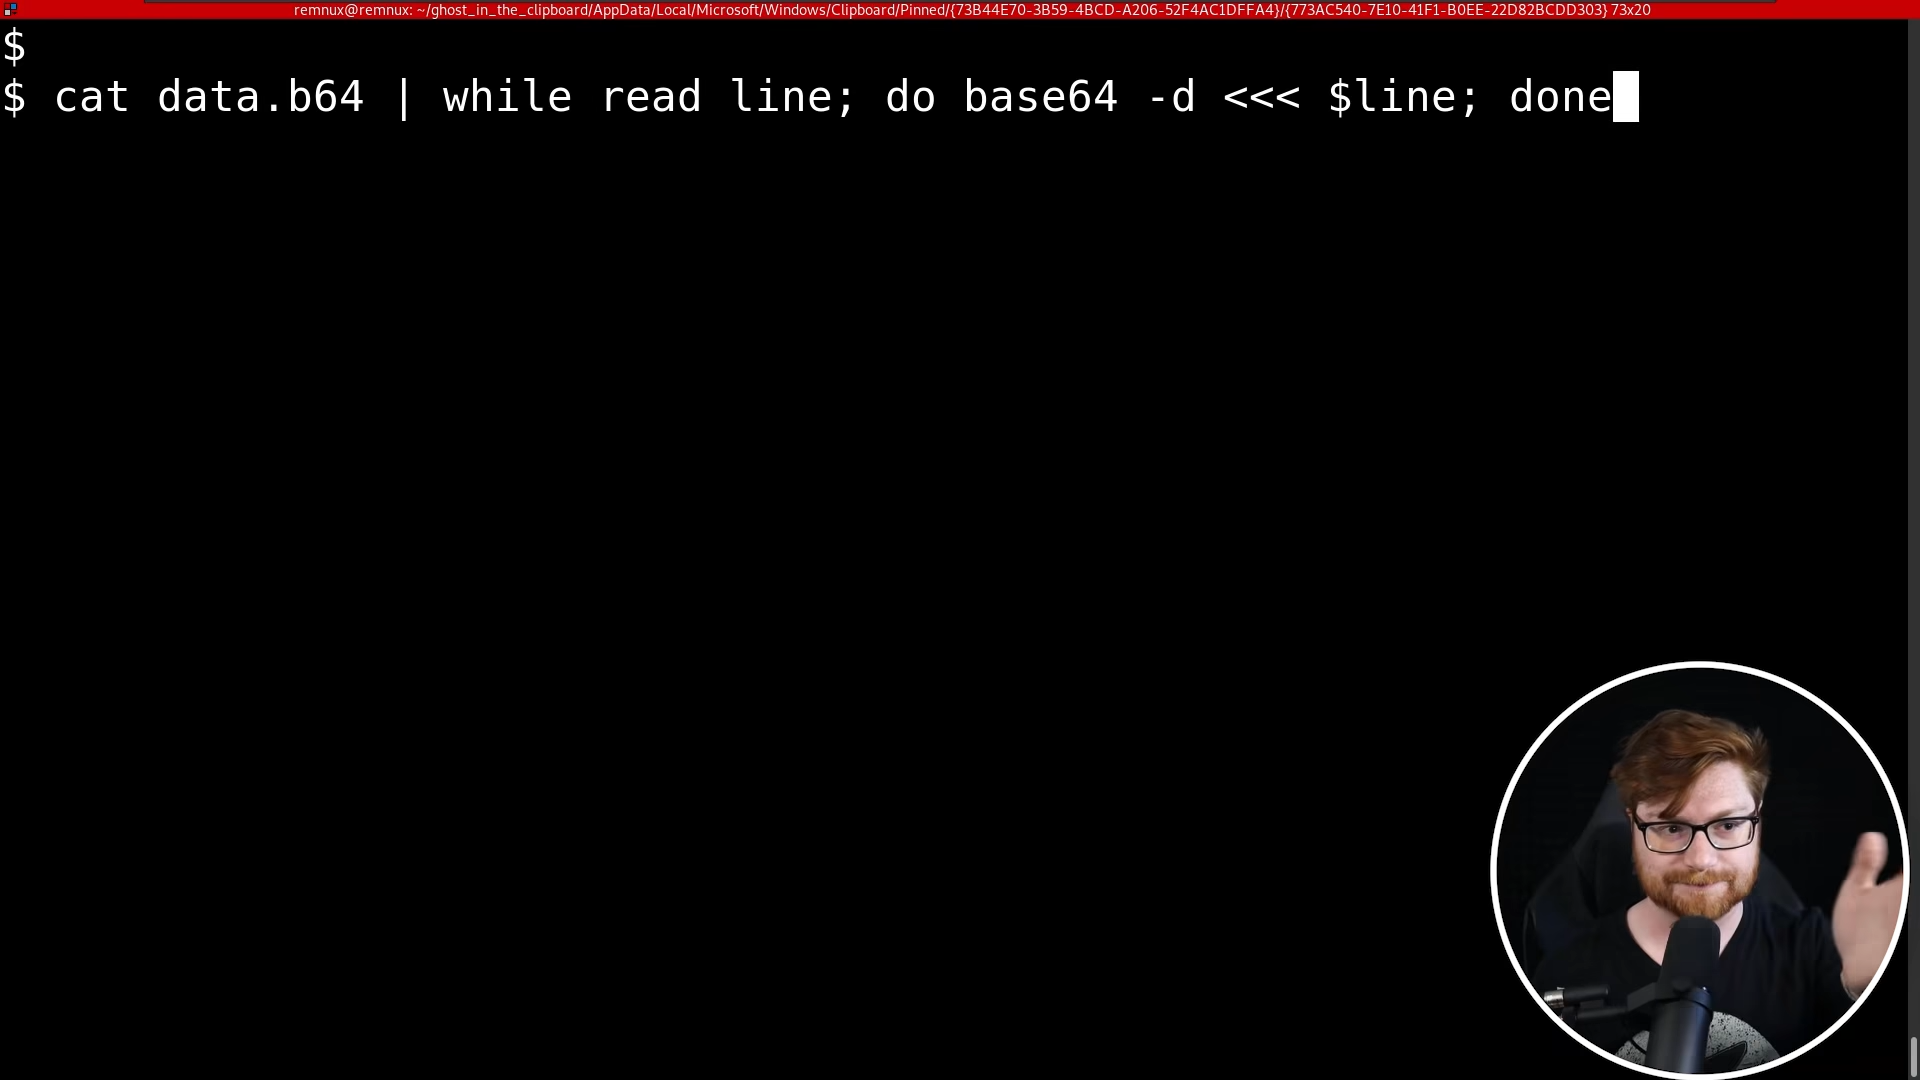 remnux@remnux: ~/ghost_in_the_clipboard/AppData/Local/Microsoft/Windows/Clipboard/Pinned/{73B44E70-3B59-4BCD-A206-52F4AC1DFFA4}/{773AC540-7E10-41F1-B0EE-22D82BCDD303} 73x20
$
$ cat data.b64 | while read line; do base64 -d <<< $line; done